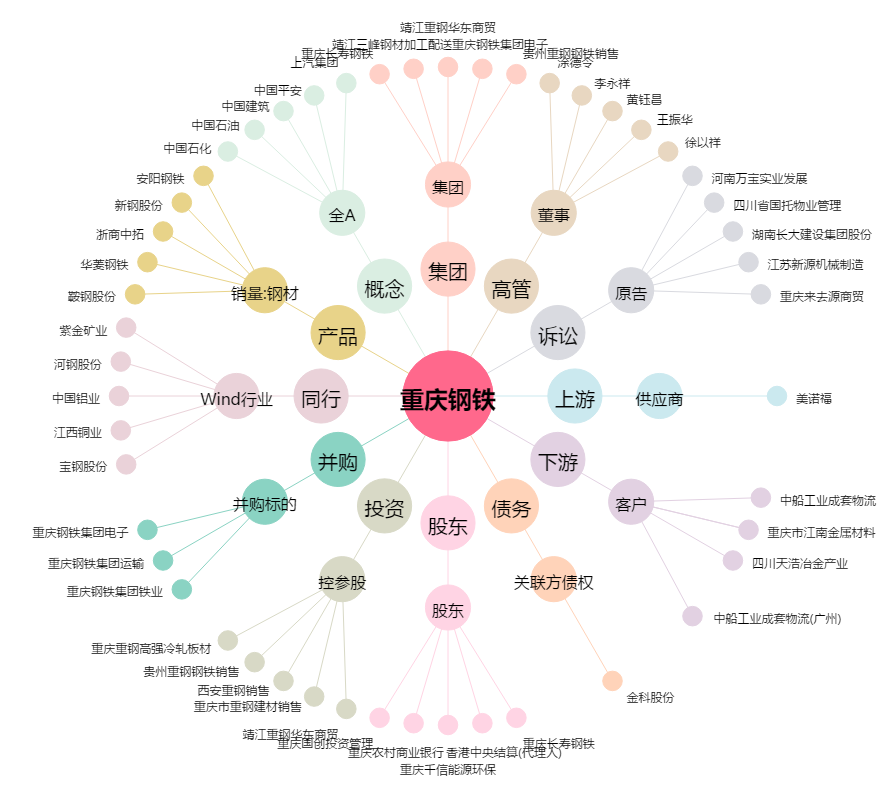 靖江重钢华东商贸
靖江三峰钢材加工配送
重庆钢铁集团电子
重庆长寿钢铁
贵州重钢钢铁销售
上汽集团
涂德令
中国平安
李永祥
中国建筑
黄钰昌
中国石油
王振华
中国石化
徐以祥
安阳钢铁
新钢股份
浙商中拓
华菱钢铁
鞍钢股份
河南万宝实业发展
四川省国托物业管理
湖南长大建设集团股份
江苏新源机械制造
重庆来去源商贸
集团
全A
董事
集团
概念
高管
销量:钢材
原告
产品
诉讼
紫金矿业
河钢股份
中国铝业
江西铜业
宝钢股份
Wind行业
同行
重庆钢铁
上游
供应商
美诺福
并购
下游
并购标的
投资
股东
债务
客户
重庆钢铁集团电子
重庆钢铁集团运输
重庆钢铁集团铁业
中船工业成套物流
重庆市江南金属材料
四川天浩冶金产业
中船工业成套物流(广州)
控参股
股东
关联方债权
重庆重钢高强冷轧板材
贵州重钢钢铁销售
西安重钢销售
重庆市重钢建材销售
靖江重钢华东商贸
金科股份
重庆国创投资管理
重庆农村商业银行
香港中央结算(代理人)
重庆长寿钢铁
重庆千信能源环保